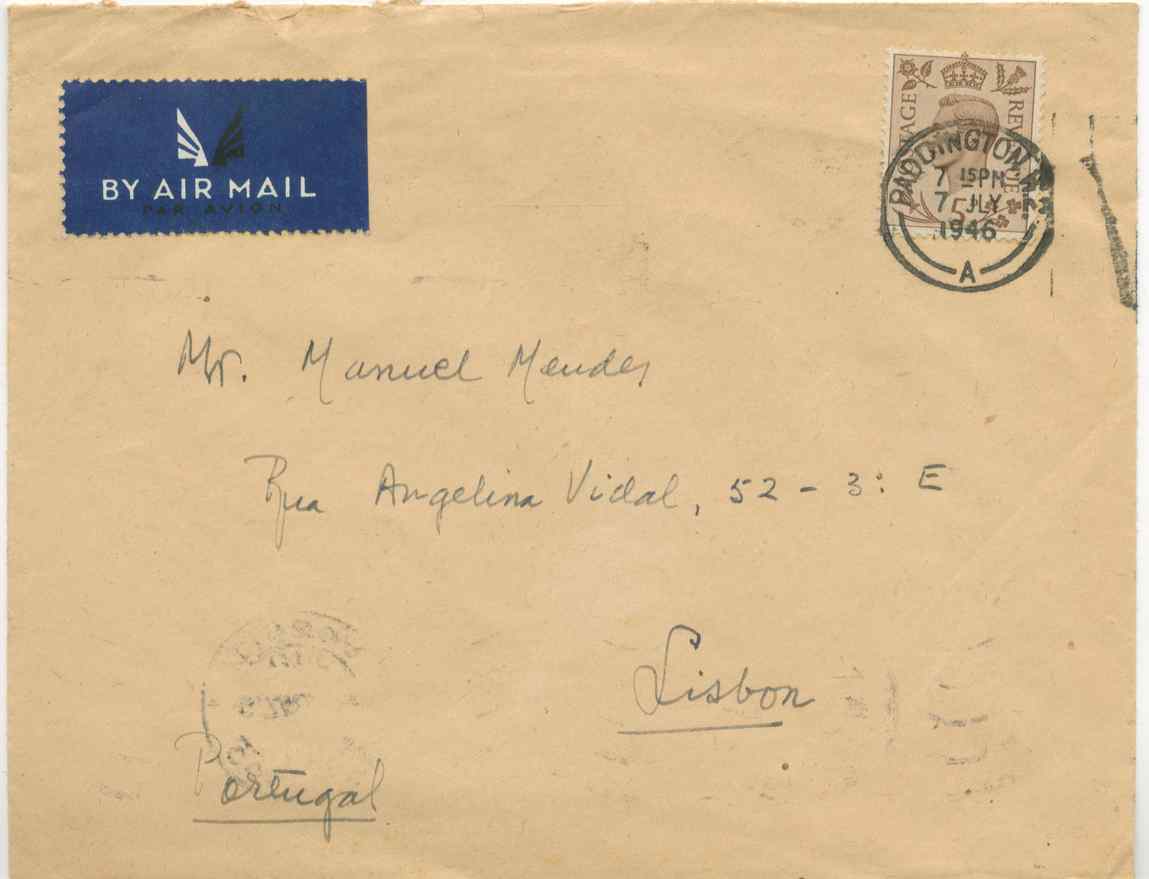 BY AIR MAIL
PAR AVION
POSTAGE REVENUE
5D
PADDINGTON
7 15PM
7 JLY
1946
A
Mr. Manuel Mendes
Rua Angelina Vidal, 52 - 3: E
Lisbon
Portugal